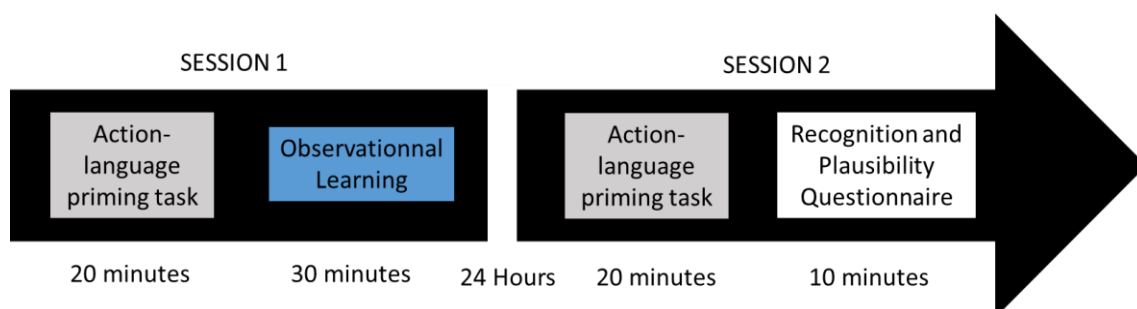 SESSION 1
SESSION 2
Action-
language
priming task
Observationnal
Learning
Action-
language
priming task
Recognition and
Plausibility
Questionnaire
20 minutes
30 minutes
24 Hours
20 minutes
10 minutes